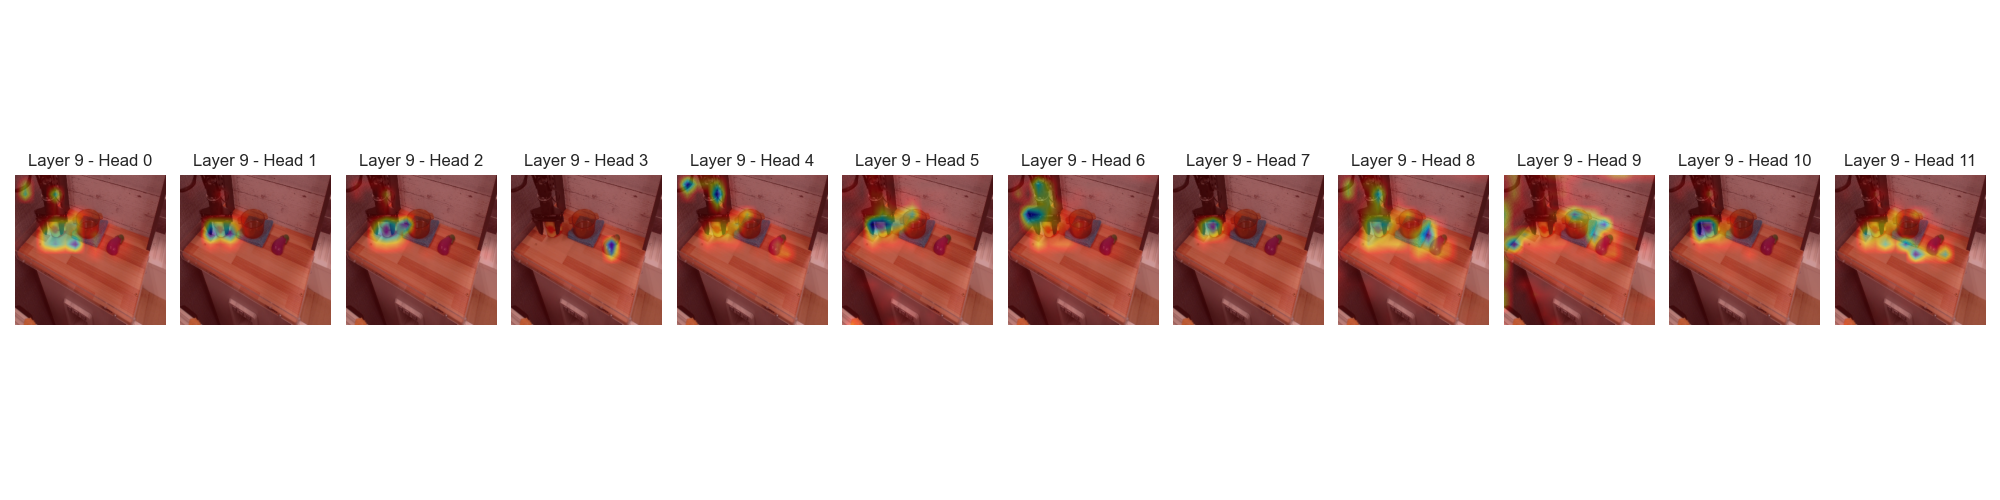 Layer 9 - Head 0
Layer 9 - Head 1
Layer 9 - Head 2
Layer 9 - Head 3
Layer 9 - Head 4
Layer 9 - Head 5
Layer 9 - Head 6
Layer 9 - Head 7
Layer 9 - Head 8
Layer 9 - Head 9
Layer 9 - Head 10
Layer 9 - Head 11